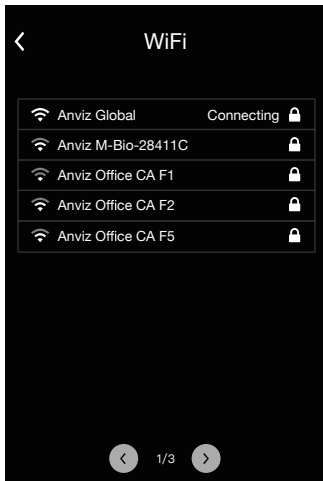 WiFi
Anviz Global Connecting
Anviz M-Bio-28411C
Anviz Office CA F1
Anviz Office CA F2
Anviz Office CA F5
1/3